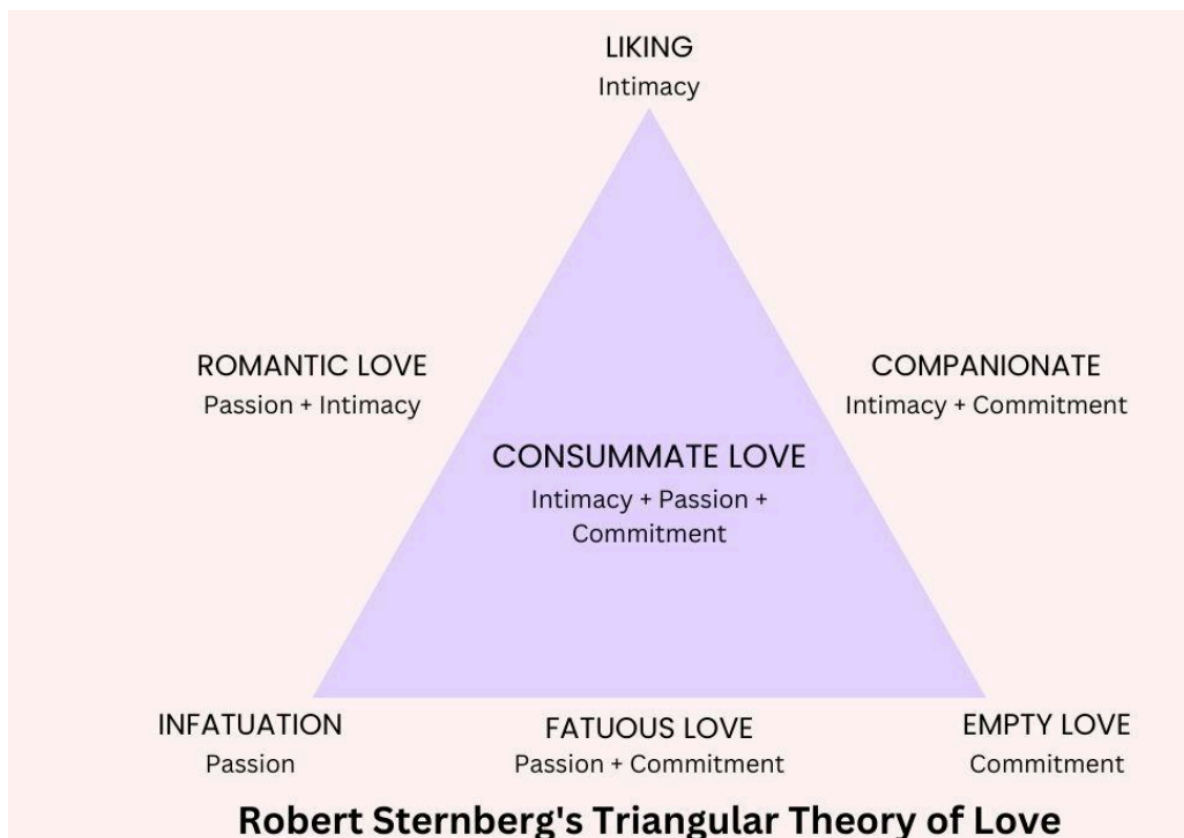 LIKING
Intimacy
ROMANTIC LOVE
Passion + Intimacy
COMPANIONATE
Intimacy + Commitment
CONSUMMATE LOVE
Intimacy + Passion +
Commitment
INFATUATION
Passion
FATUOUS LOVE
Passion + Commitment
EMPTY LOVE
Commitment
Robert Sternberg's Triangular Theory of Love